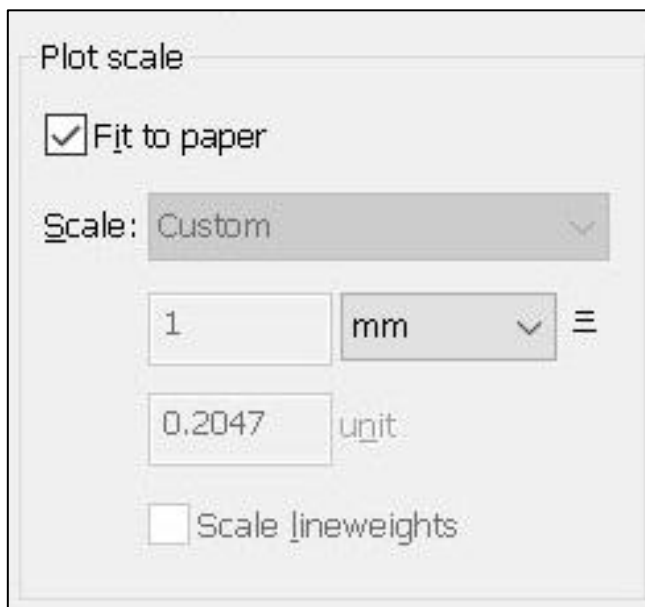 Plot scale
Fit to paper
Scale: Custom
1 mm =
0.2047 unit
Scale lineweights